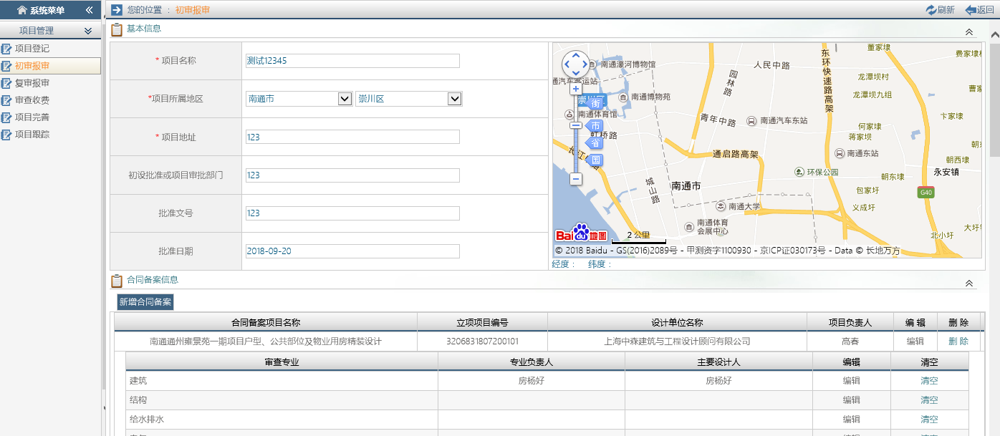 系统菜单
您的位置 ： 初审报审
刷新
返回
项目管理
项目登记
初审报审
复审报审
审查收费
项目完善
项目跟踪
基本信息
* 项目名称
测试12345
*项目所属地区
南通市
崇川区
* 项目地址
123
初设批准或项目审批部门
123
批准文号
123
批准日期
2018-09-20
南通濠河博物馆
通汽车客运站
南通博物苑
崇川区
街
南通体育馆
市
虹桥路
省
国
园林路
人民中路
东环快速路高架
董家埭
费家埭
龙潭坝村
龙潭坝九组
曹家
卞家埭
青年中路
南通汽车东站
何家埭
蒋家坝
朝东
通启路高架
南通东站
朝西埭
永安镇
环保公园
朝东埭
城山路
南通市
包家圩
G40
南通大学
义成圩
南通体育
会展中心
北小圩
大圩
Bai du 地图
2 公里
© 2018 Baidu - GS(2016)2089号 - 甲测资字1100930 - 京ICP证030173号 - Data © 长地万方
经度： 纬度：
合同备案信息
新增合同备案
合同备案项目名称 立项项目编号 设计单位名称 项目负责人 编 辑 删 除
南通通州雍景苑一期项目户型、公共部位及物业用房精装设计 3206831807200101 上海中森建筑与工程设计顾问有限公司 高春 编辑 删 除
审查专业 专业负责人 主要设计人 编辑 清空
建筑 房杨好 房杨好 编辑 清空
结构 编辑 清空
给水排水 编辑 清空